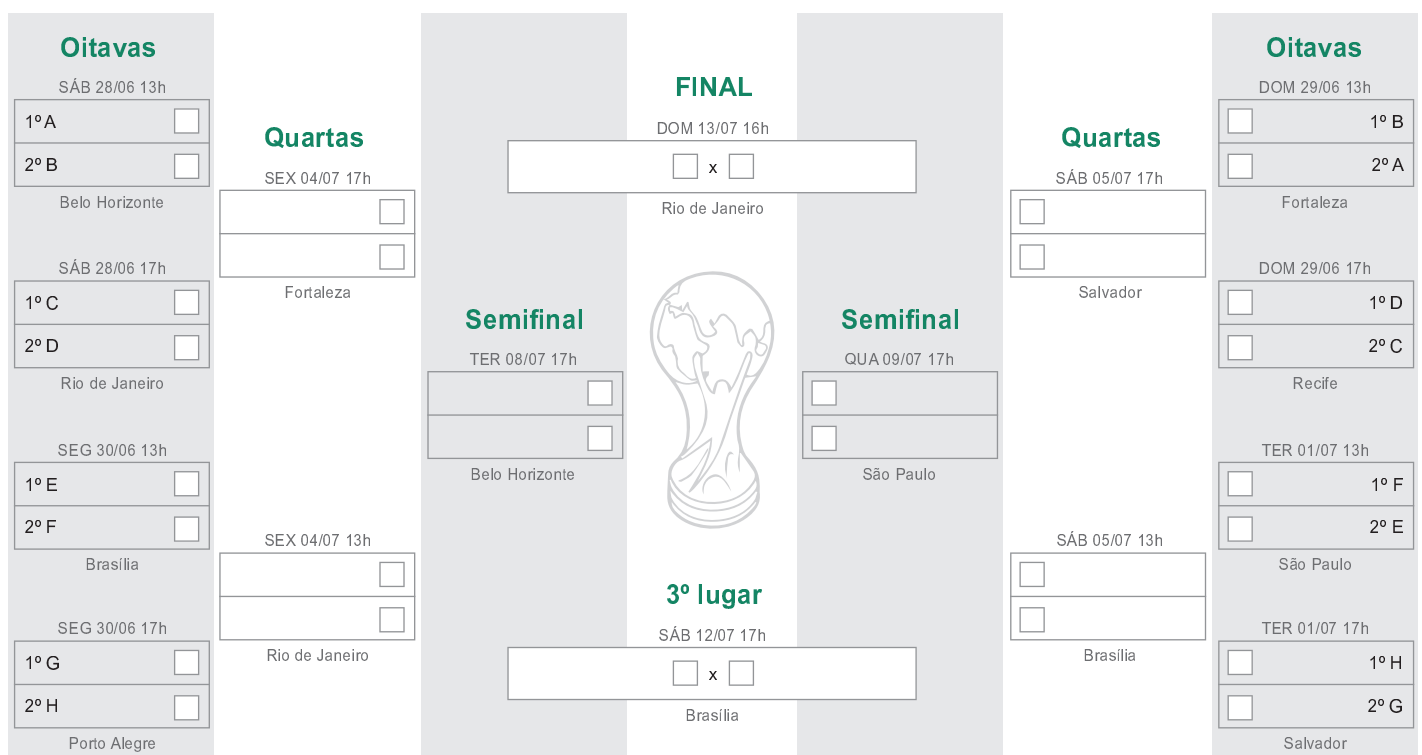 Oitavas
SÁB 28/06 13h
1º A
2º B
Belo Horizonte
SÁB 28/06 17h
1º C
2º D
Rio de Janeiro
SEG 30/06 13h
1º E
2º F
Brasília
SEG 30/06 17h
1º G
2º H
Porto Alegre
Quartas
SEX 04/07 17h
Fortaleza
SEX 04/07 13h
Rio de Janeiro
Semifinal
TER 08/07 17h
Belo Horizonte
FINAL
DOM 13/07 16h
x
Rio de Janeiro
3º lugar
SÁB 12/07 17h
x
Brasília
Semifinal
QUA 09/07 17h
São Paulo
Quartas
SÁB 05/07 17h
Salvador
SÁB 05/07 13h
Brasília
Oitavas
DOM 29/06 13h
1º B
2º A
Fortaleza
DOM 29/06 17h
1º D
2º C
Recife
TER 01/07 13h
1º F
2º E
São Paulo
TER 01/07 17h
1º H
2º G
Salvador